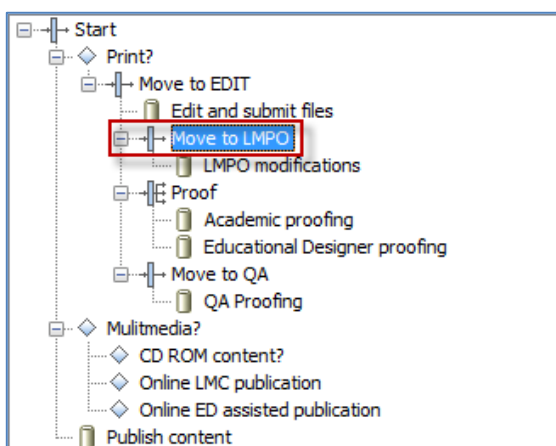 Start
Print?
Move to EDIT
Edit and submit files
Move to LMPO
LMPO modifications
Proof
Academic proofing
Educational Designer proofing
Move to QA
QA Proofing
Mulitmedia?
CD ROM content?
Online LMC publication
Online ED assisted publication
Publish content